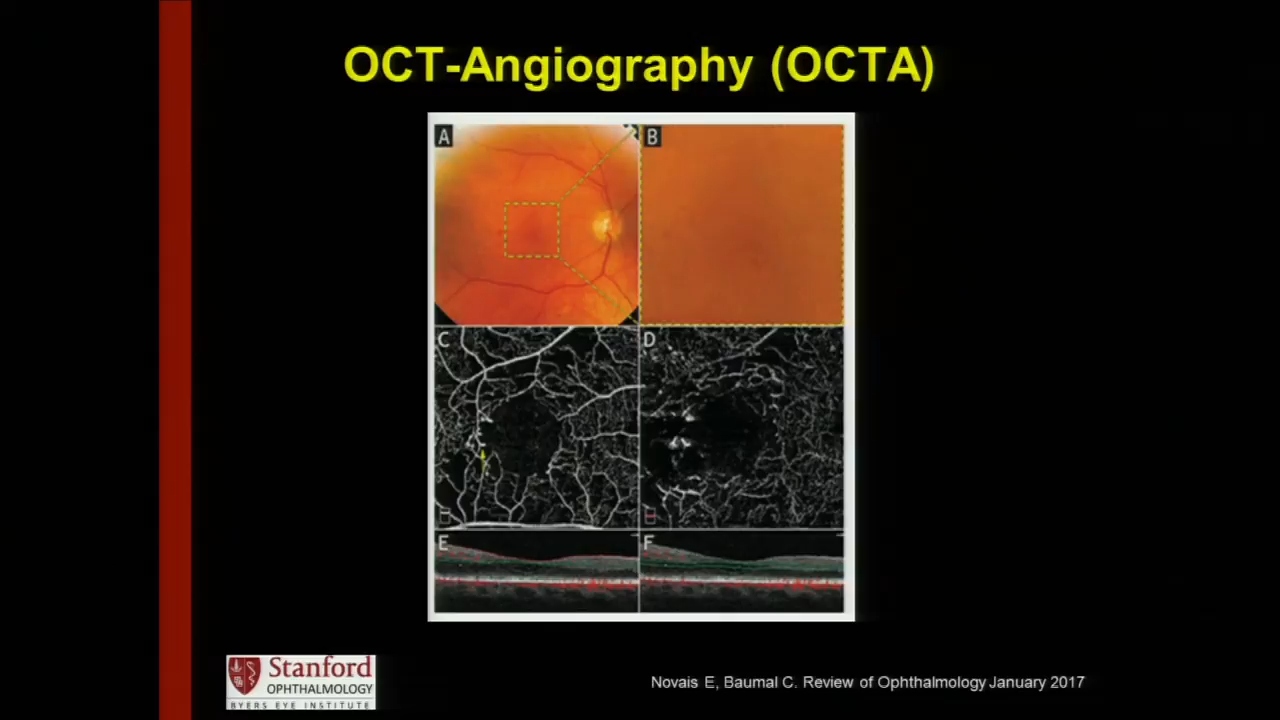 OCT-Angiography (OCTA)
A
B
C
D
E
F
Stanford
OPHTHALMOLOGY
BYERS EYE INSTITUTE
Novais E, Baumal C. Review of Ophthalmology January 2017